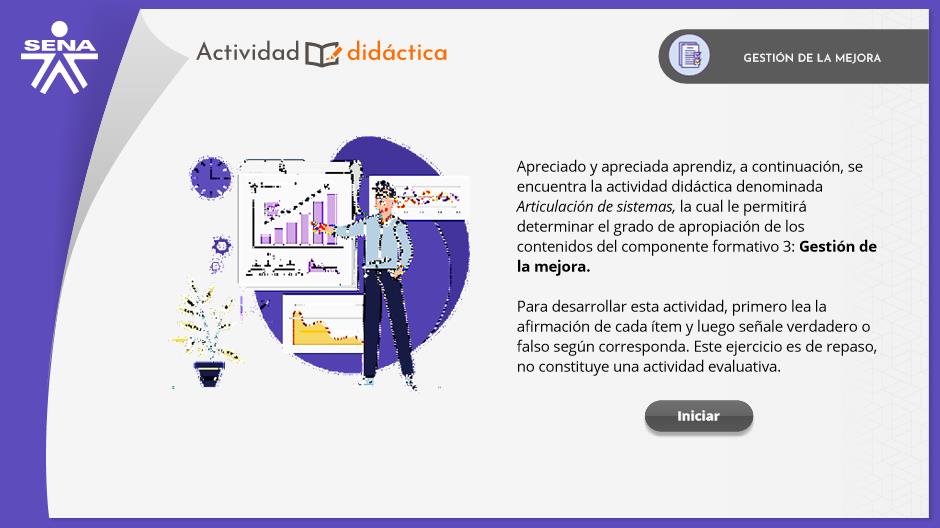 SENA
Actividad didáctica
GESTIÓN DE LA MEJORA
Apreciado y apreciada aprendiz, a continuación, se
encuentra la actividad didáctica denominada
Articulación de sistemas, la cual le permitirá
determinar el grado de apropiación de los
contenidos del componente formativo 3: Gestión de
la mejora.
Para desarrollar esta actividad, primero lea la
afirmación de cada ítem y luego señale verdadero o
falso según corresponda. Este ejercicio es de repaso,
no constituye una actividad evaluativa.
Iniciar